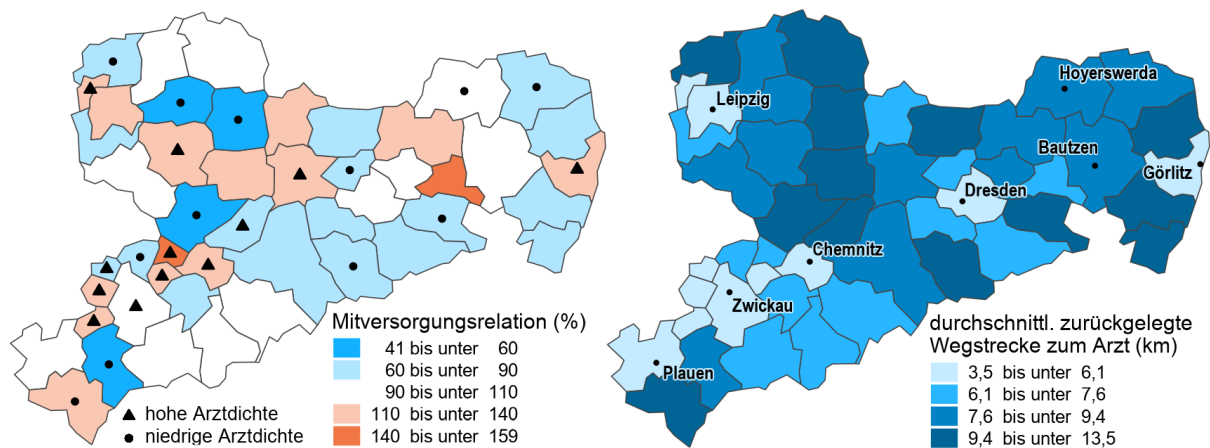 Mitversorgungsrelation (%)
41 bis unter 60
60 bis unter 90
90 bis unter 110
110 bis unter 140
140 bis unter 159
hohe Arztdichte
niedrige Arztdichte
Leipzig
Hoyerswerda
Bautzen
Görlitz
Dresden
Chemnitz
Zwickau
Plauen
durchschnittl. zurückgelegte
Wegstrecke zum Arzt (km)
3,5 bis unter 6,1
6,1 bis unter 7,6
7,6 bis unter 9,4
9,4 bis unter 13,5